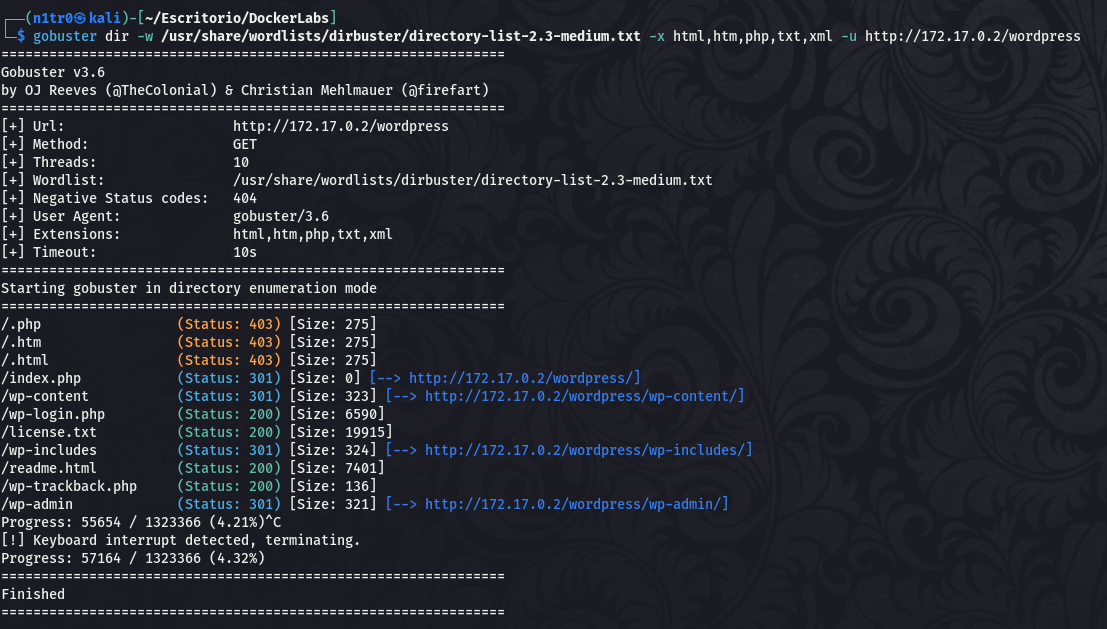 ┌──(n1tr0㉿kali)-[~/Escritorio/DockerLabs]
└─$ gobuster dir -w /usr/share/wordlists/dirbuster/directory-list-2.3-medium.txt -x html,htm,php,txt,xml -u http://172.17.0.2/wordpress
===============================================================
Gobuster v3.6
by OJ Reeves (@TheColonial) & Christian Mehlmauer (@firefart)
===============================================================
[+] Url:                     http://172.17.0.2/wordpress
[+] Method:                  GET
[+] Threads:                 10
[+] Wordlist:                /usr/share/wordlists/dirbuster/directory-list-2.3-medium.txt
[+] Negative Status codes:   404
[+] User Agent:              gobuster/3.6
[+] Extensions:              html,htm,php,txt,xml
[+] Timeout:                 10s
===============================================================
Starting gobuster in directory enumeration mode
===============================================================
/.php                 (Status: 403) [Size: 275]
/.htm                 (Status: 403) [Size: 275]
/.html                (Status: 403) [Size: 275]
/index.php            (Status: 301) [Size: 0] [--> http://172.17.0.2/wordpress/]
/wp-content           (Status: 301) [Size: 323] [--> http://172.17.0.2/wordpress/wp-content/]
/wp-login.php         (Status: 200) [Size: 6590]
/license.txt          (Status: 200) [Size: 19915]
/wp-includes          (Status: 301) [Size: 324] [--> http://172.17.0.2/wordpress/wp-includes/]
/readme.html          (Status: 200) [Size: 7401]
/wp-trackback.php     (Status: 200) [Size: 136]
/wp-admin             (Status: 301) [Size: 321] [--> http://172.17.0.2/wordpress/wp-admin/]
Progress: 55654 / 1323366 (4.21%)^C
[!] Keyboard interrupt detected, terminating.
Progress: 57164 / 1323366 (4.32%)
===============================================================
Finished
===============================================================